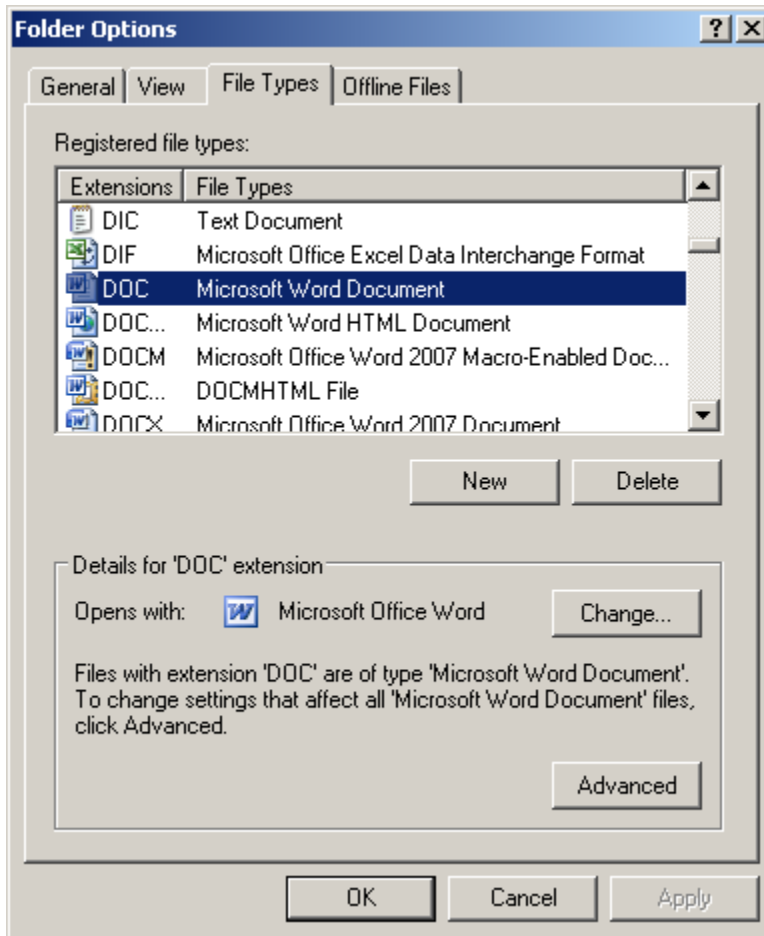 Folder Options
General View File Types Offline Files
Registered file types:
Extensions File Types
DIC Text Document
DIF Microsoft Office Excel Data Interchange Format
DOC Microsoft Word Document
DOC... Microsoft Word HTML Document
DOCM Microsoft Office Word 2007 Macro-Enabled Doc...
DOC... DOCMHTML File
DOCX Microsoft Office Word 2007 Document
New Delete
Details for 'DOC' extension
Opens with: Microsoft Office Word Change...
Files with extension 'DOC' are of type 'Microsoft Word Document'.
To change settings that affect all 'Microsoft Word Document' files,
click Advanced.
Advanced
OK Cancel Apply